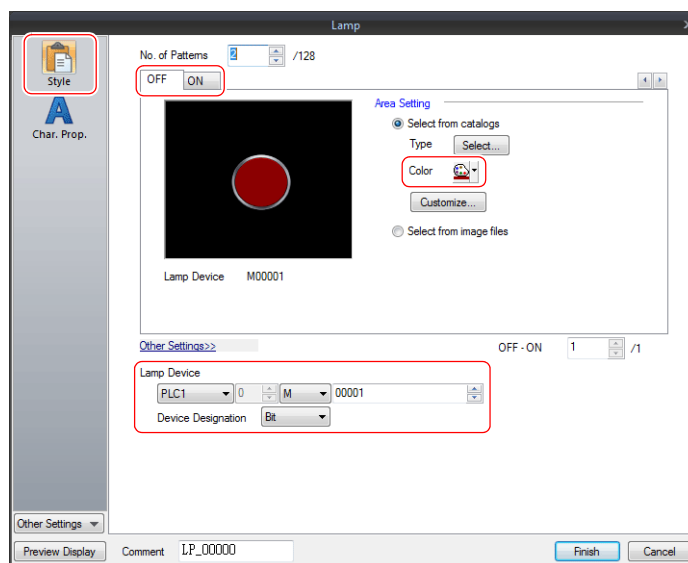 Lamp
Style
Char. Prop.
No. of Patterns 2 /128
OFF ON
Area Setting
Select from catalogs
Type Select...
Color
Customize...
Select from image files
Lamp Device M00001
Other Settings>>
OFF - ON 1 /1
Lamp Device
PLC1 0 M 00001
Device Designation Bit
Other Settings
Preview Display Comment LP_00000 Finish Cancel